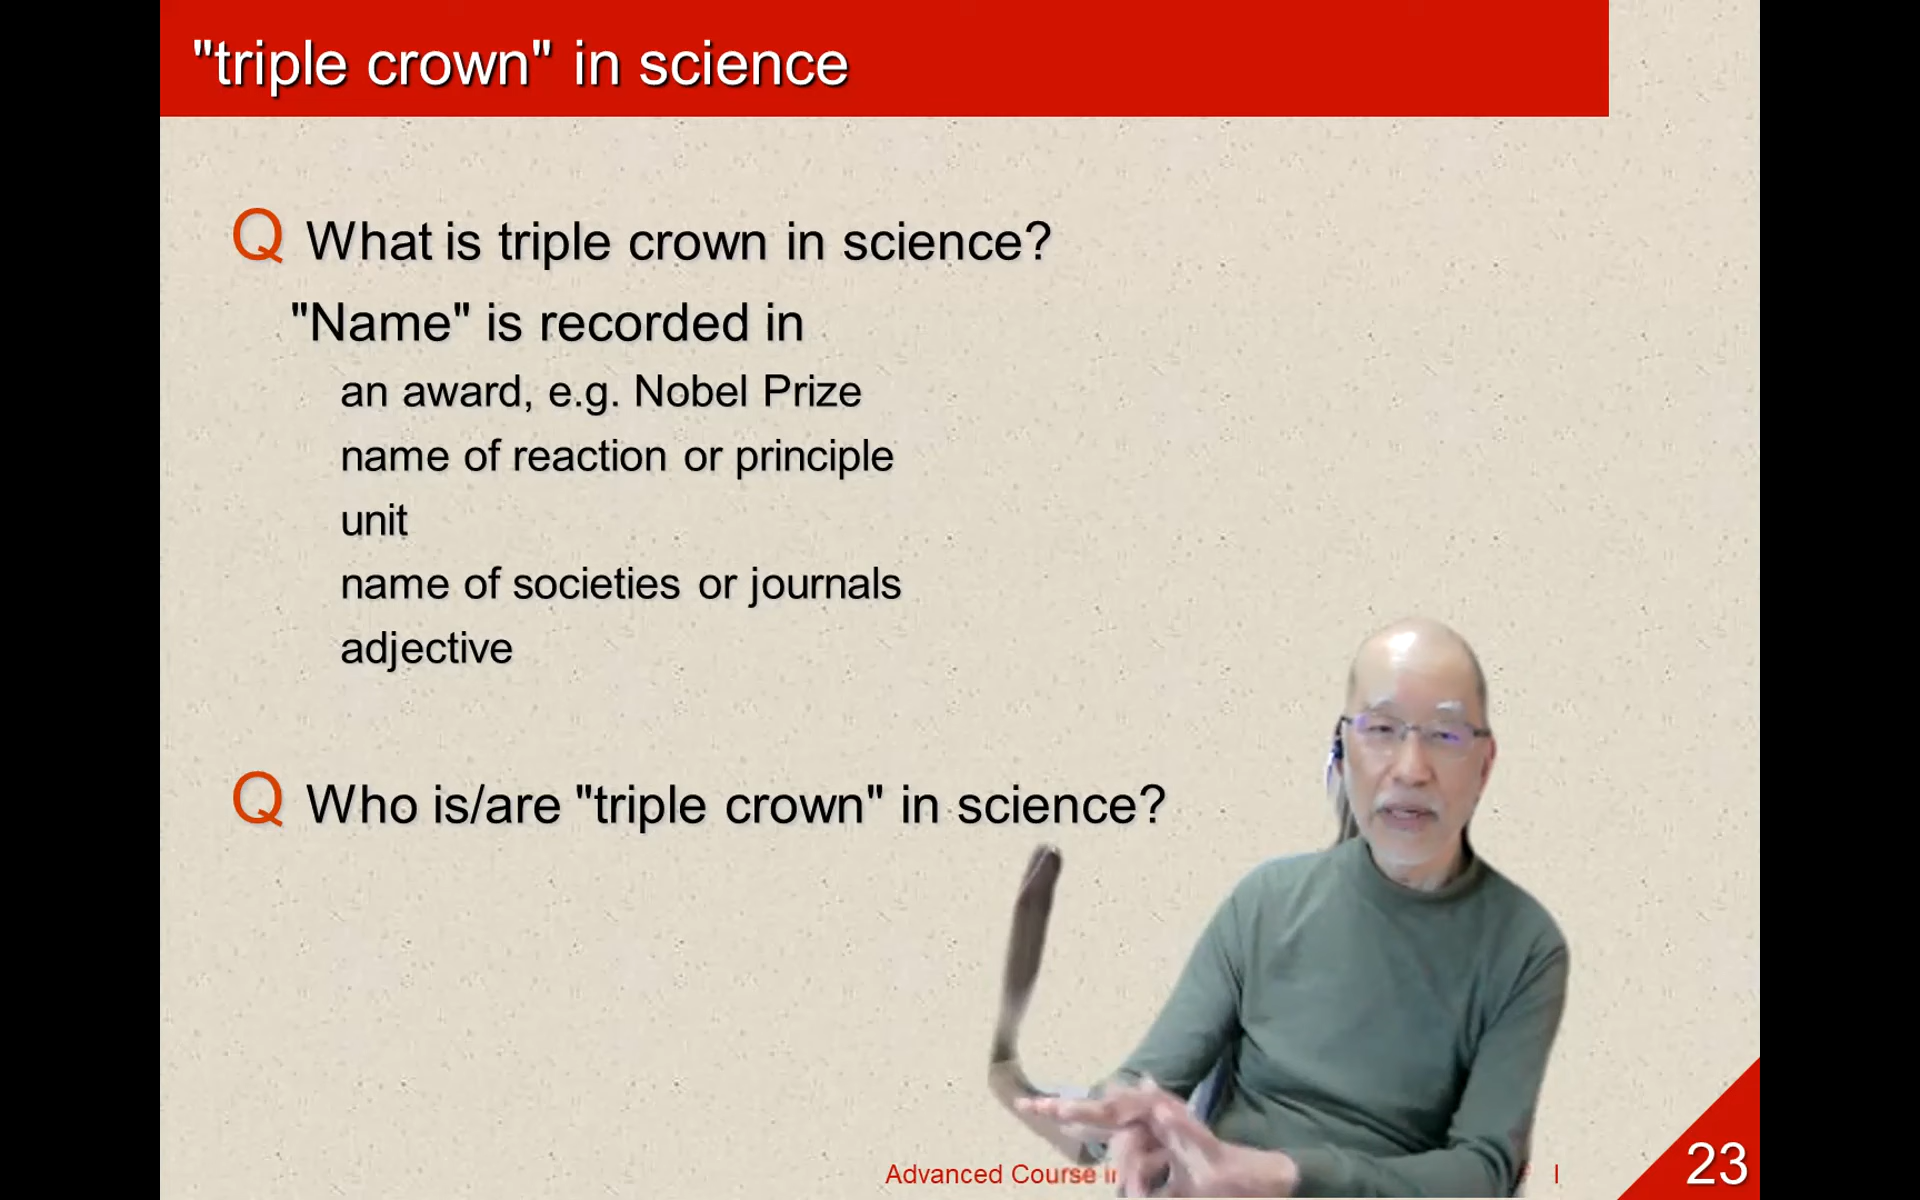 "triple crown" in science
Q What is triple crown in science?
"Name" is recorded in
an award, e.g. Nobel Prize
name of reaction or principle
unit
name of societies or journals
adjective
Q Who is/are "triple crown" in science?
Advanced Course in I
23